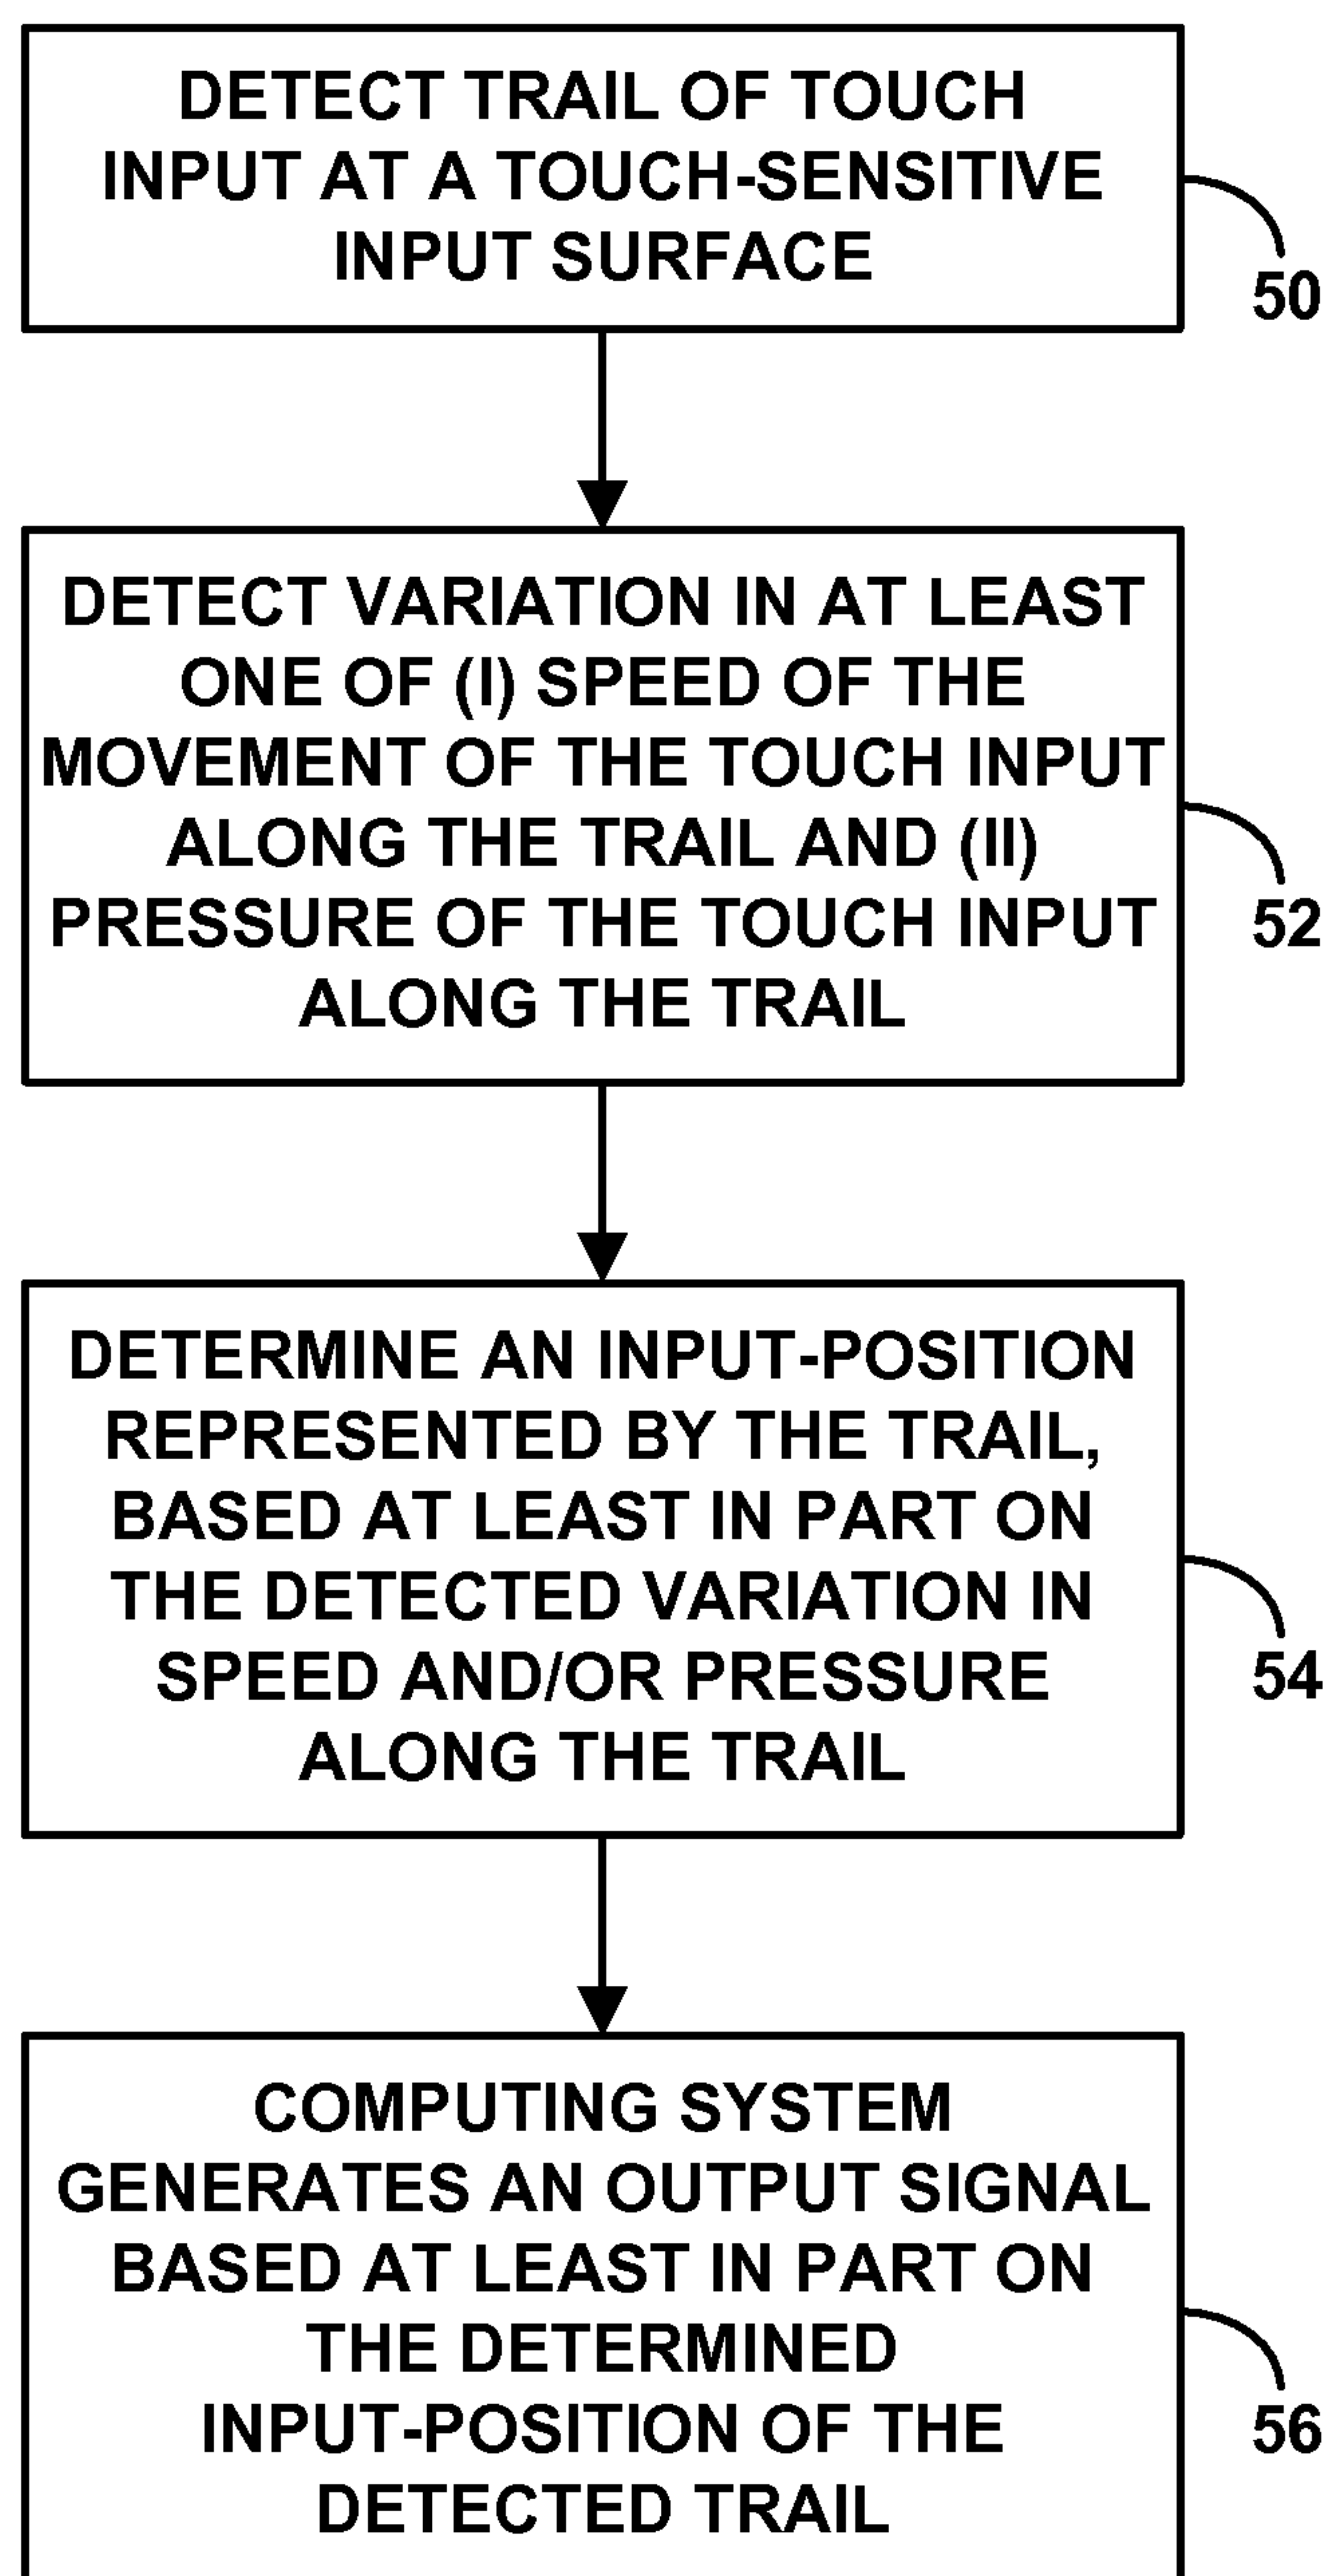 DETECT TRAIL OF TOUCH
INPUT AT A TOUCH-SENSITIVE
INPUT SURFACE
50
DETECT VARIATION IN AT LEAST
ONE OF (I) SPEED OF THE
MOVEMENT OF THE TOUCH INPUT
ALONG THE TRAIL AND (II)
PRESSURE OF THE TOUCH INPUT
ALONG THE TRAIL
52
DETERMINE AN INPUT-POSITION
REPRESENTED BY THE TRAIL,
BASED AT LEAST IN PART ON
THE DETECTED VARIATION IN
SPEED AND/OR PRESSURE
ALONG THE TRAIL
54
COMPUTING SYSTEM
GENERATES AN OUTPUT SIGNAL
BASED AT LEAST IN PART ON
THE DETERMINED
INPUT-POSITION OF THE
DETECTED TRAIL
56